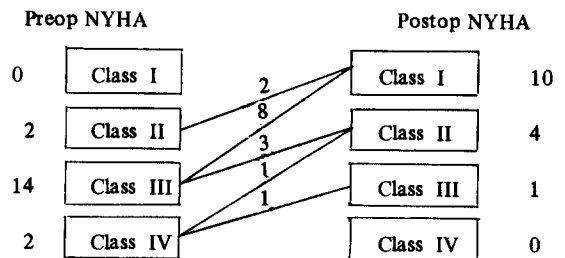 Preop NYHA Postop NYHA
0 Class I Class I 10
2
8
2 Class II Class II 4
3
1
14 Class III Class III 1
1
2 Class IV Class IV 0